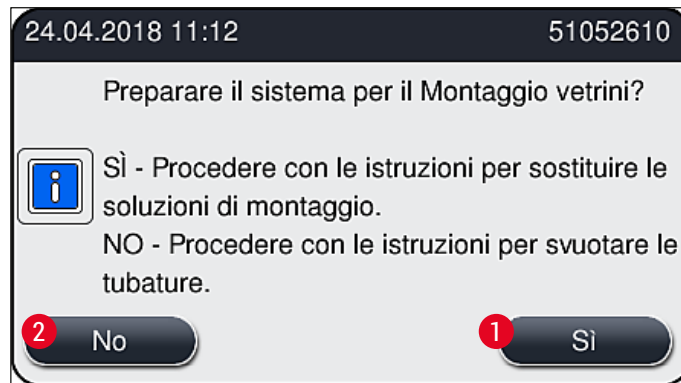 24.04.2018 11:12 51052610
Preparare il sistema per il Montaggio vetrini?
SÌ - Procedere con le istruzioni per sostituire le
soluzioni di montaggio.
NO - Procedere con le istruzioni per svuotare le
tubature.
2 No 1 Sì